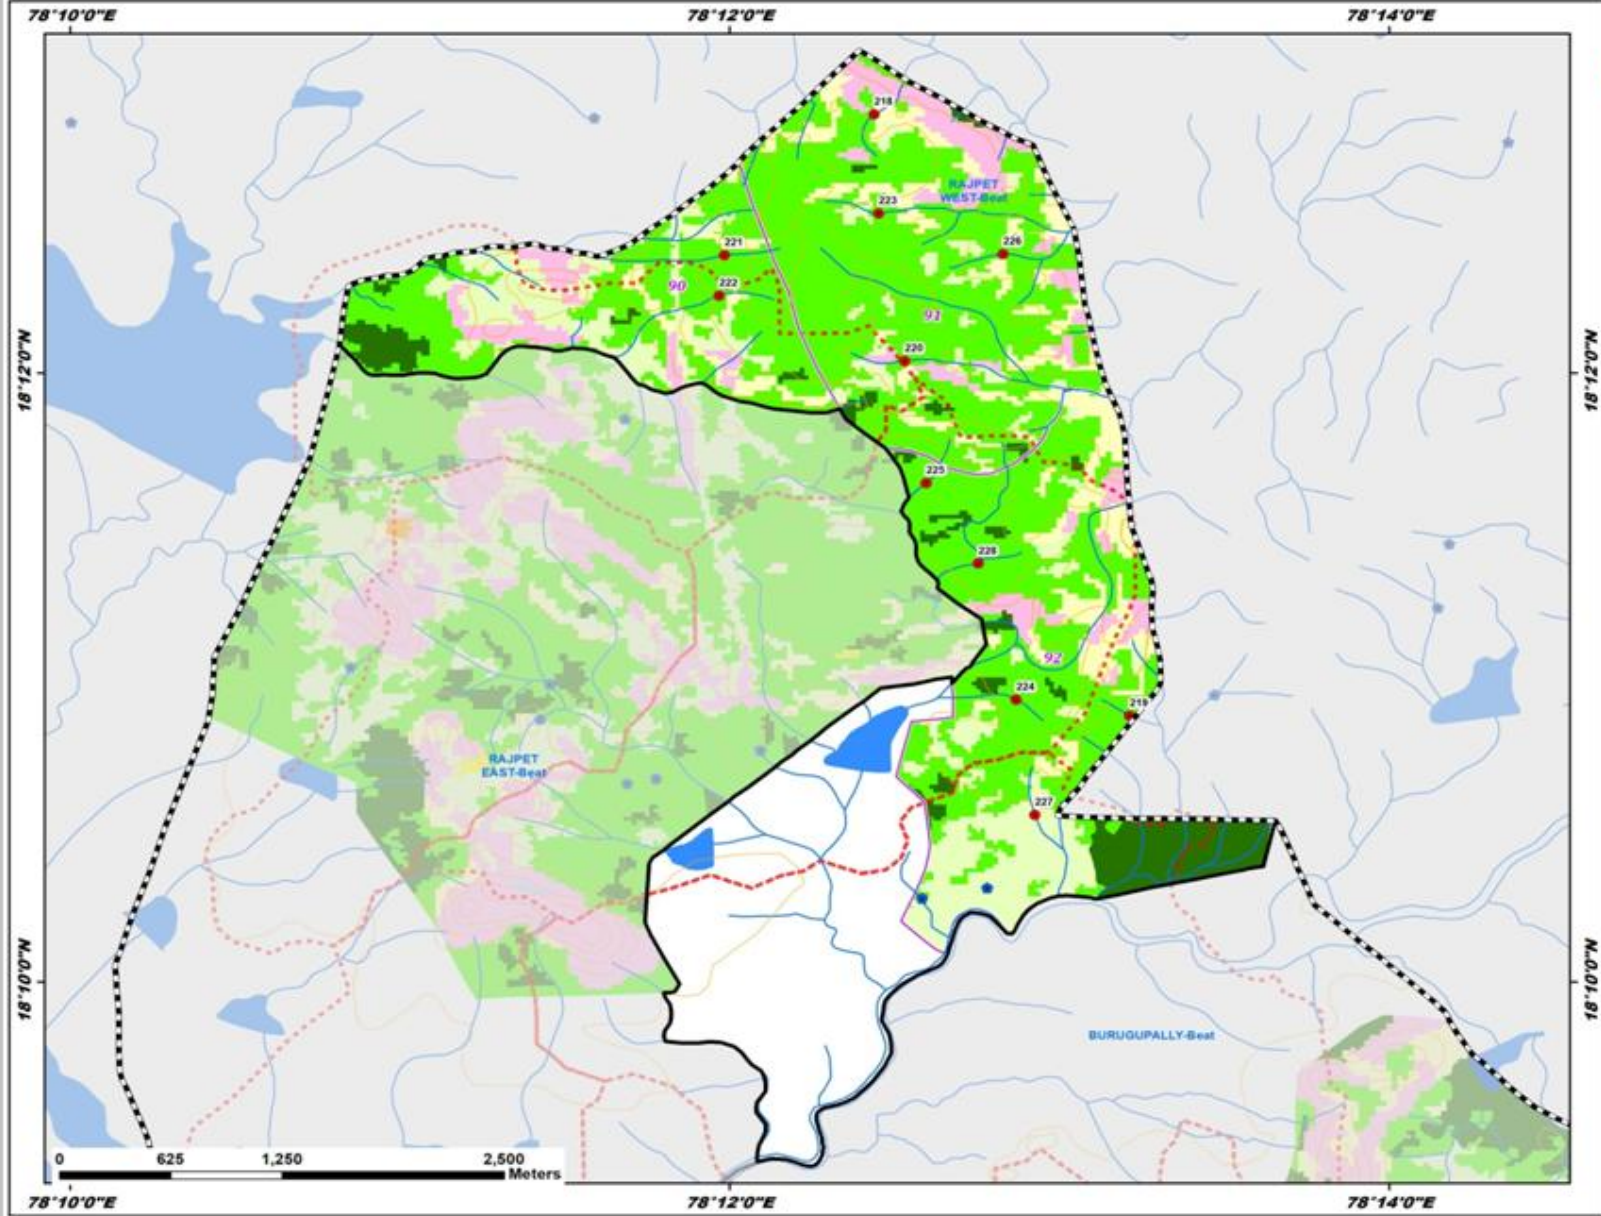 78°10'0"E 78°12'0"E 78°14'0"E
218
RAJPET
WEST-Beat
223
221
226
90
222
91
220
18°12'0"N
18°12'0"N
225
228
92
224
219
RAJPET
EAST-Beat
227
18°10'0"N
18°10'0"N
BURUGUPALLY-Beat
0 625 1,250 2,500
Meters
78°10'0"E 78°12'0"E 78°14'0"E